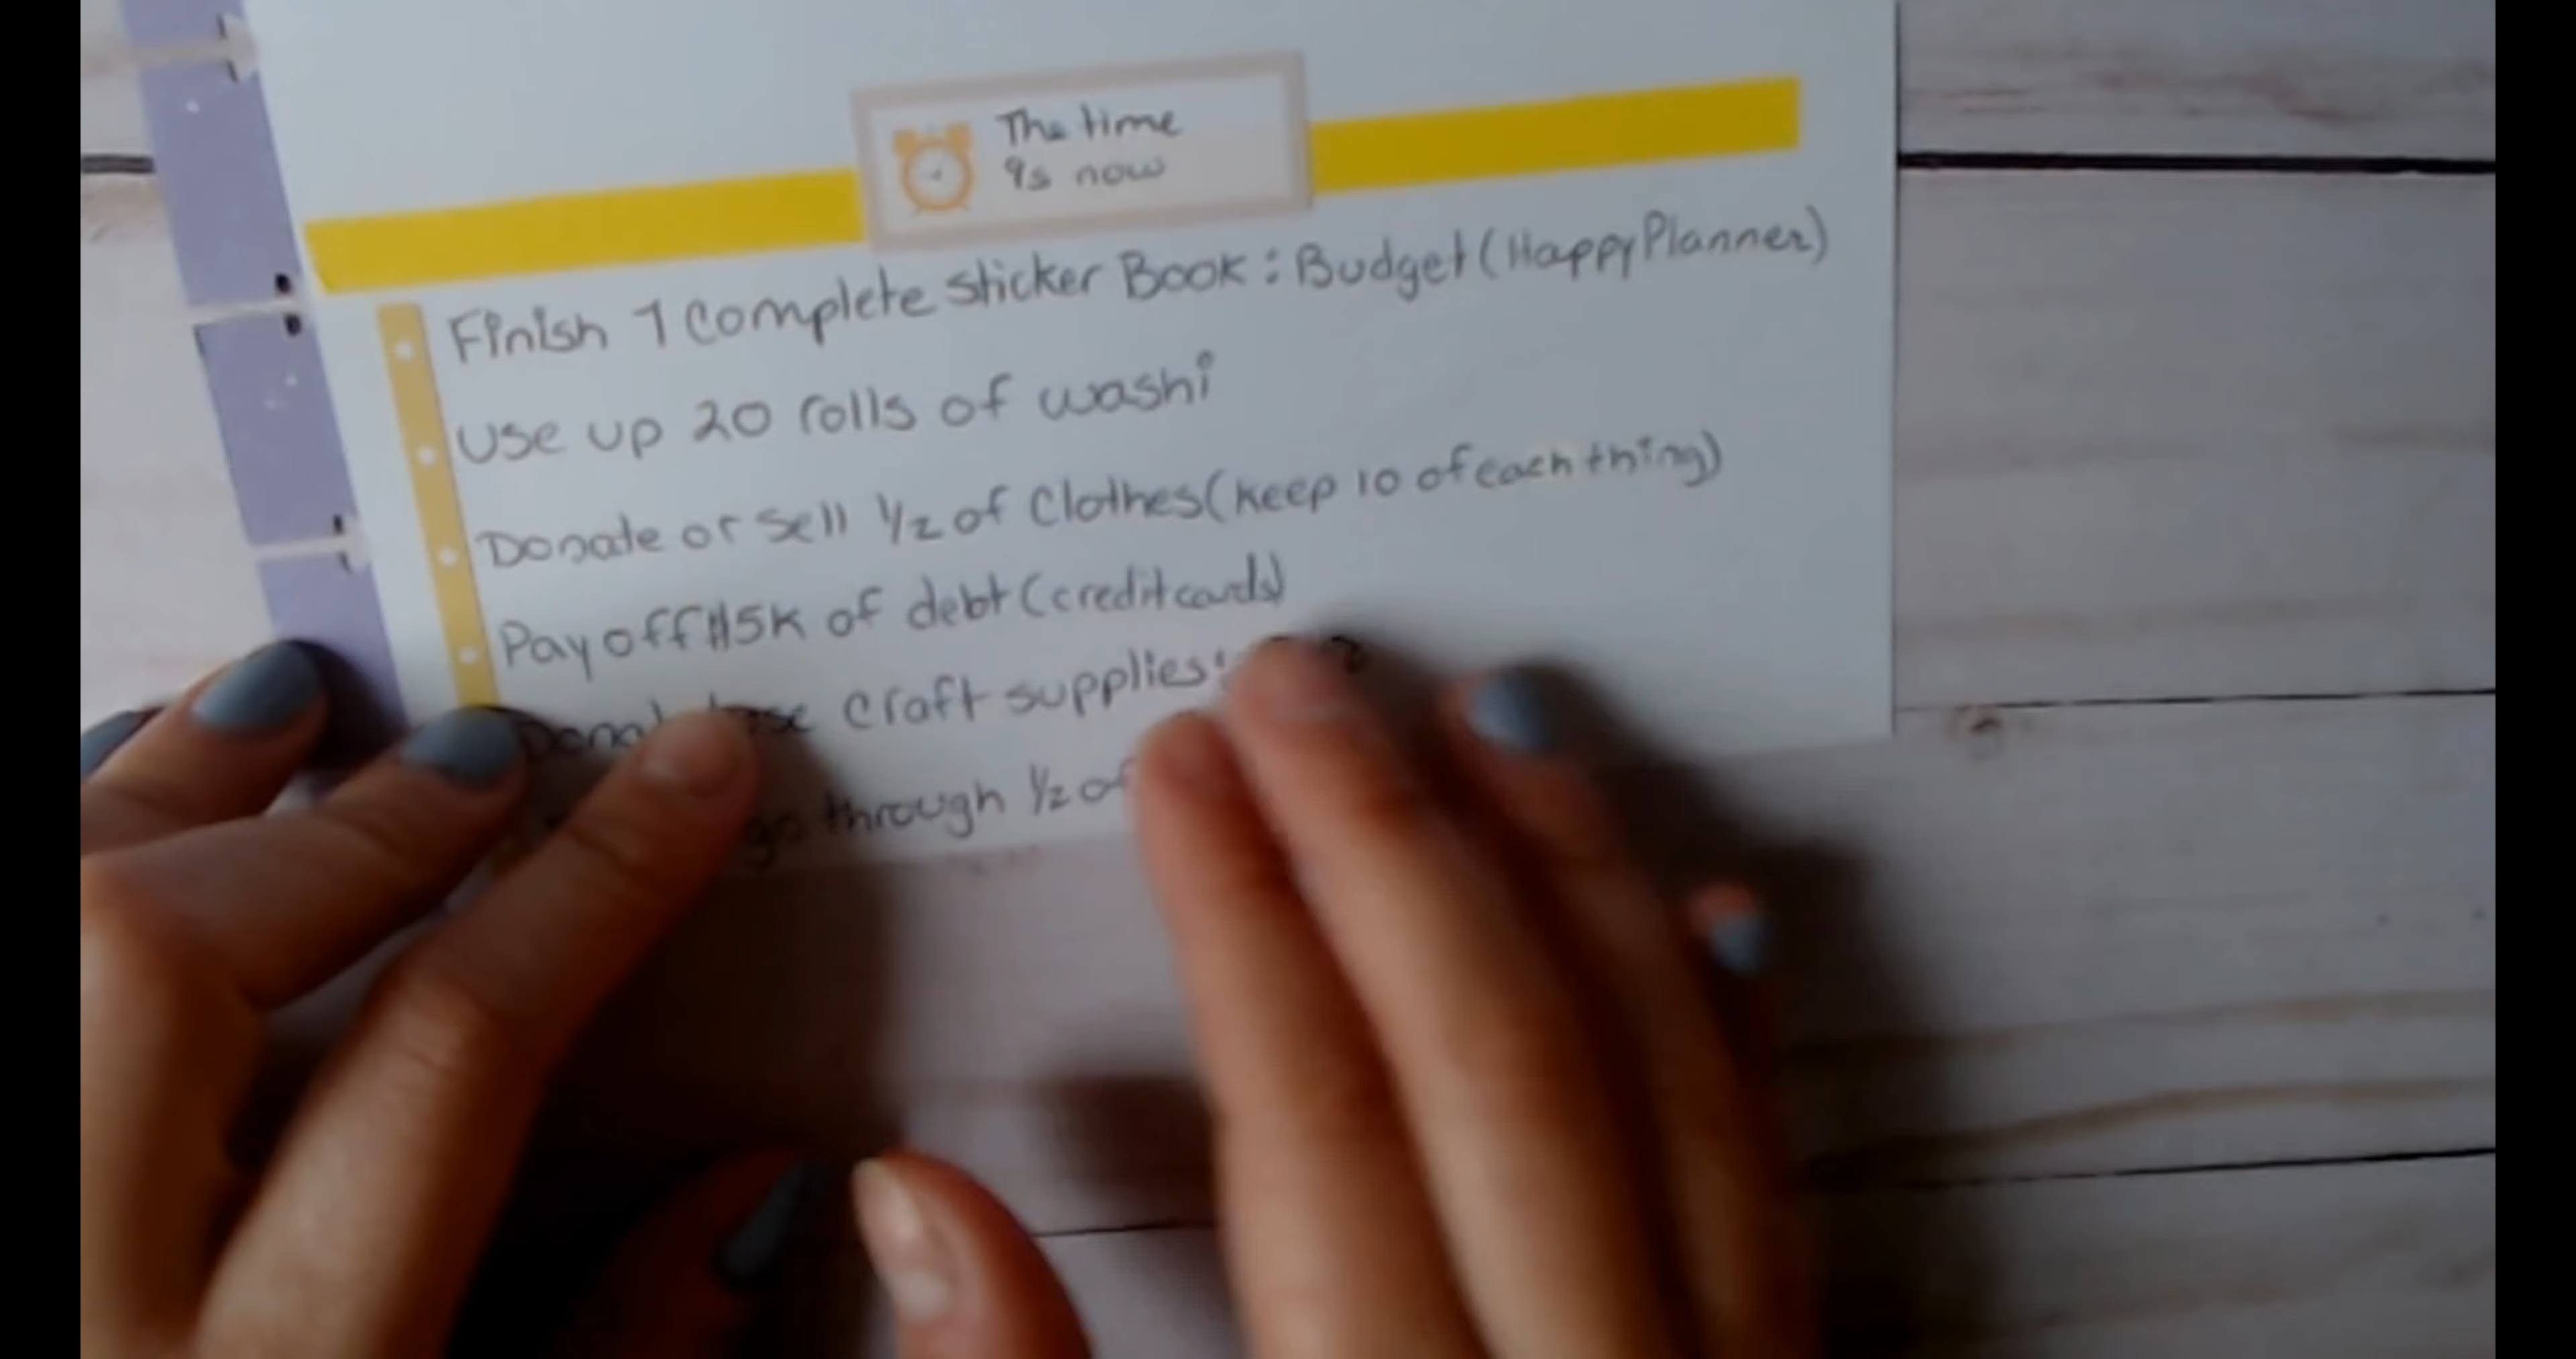 The time
is now
Finish 1 Complete Sticker Book : Budget (Happy Planner)
Use up 20 rolls of washi
Donate or Sell 1/2 of Clothes (keep 10 of each thing)
Pay off $5K of debt (credit cards)
craft supplies:
go through 1/2 of